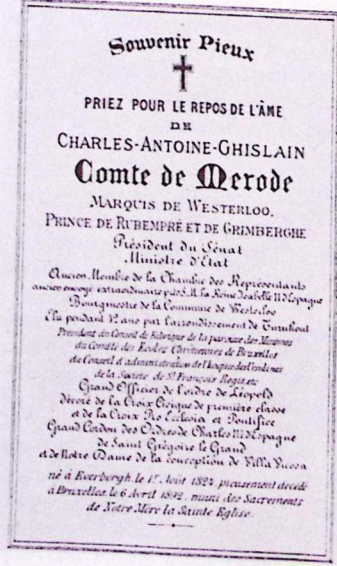 Souvenir Pieux
PRIEZ POUR LE REPOS DE L'ÂME
DE
CHARLES-ANTOINE-GHISLAIN
Comte de Merode
MARQUIS DE WESTERLOO,
PRINCE DE RUBEMPRÉ ET DE GRIMBERGHE
Président du Sénat
Ministre d'Etat
Ancien Membre de la Chambre des Représentants
ancien envoyé extraordinaire près S. M. la Reine Isabelle II d'Espagne
Bourgmestre de la Commune de Westerloo
Elu pendant ans par l'arrondissement de Turnhout
Président du Conseil de Fabrique de la paroisse des Minimes
du Comité des Ecoles Chrétiennes de Bruxelles
du Conseil d'administration de l'hospice des
de la Société de St François Regis, etc
Grand Officier de l'ordre de Léopold
décoré de la Croix Civique de première classe
et de la Croix Pro Ecclesia et Pontifice
Grand Cordon des Ordres de Charles III d'Espagne
de Saint Grégoire le Grand
et de Notre Dame de la conception de Villa Vicosa
né à Everbergh, le 1r Août 1824, pieusement decédé
à Bruxelles, le 6 Avril 1892, muni des Sacrements
de Notre Mère la Sainte Eglise.